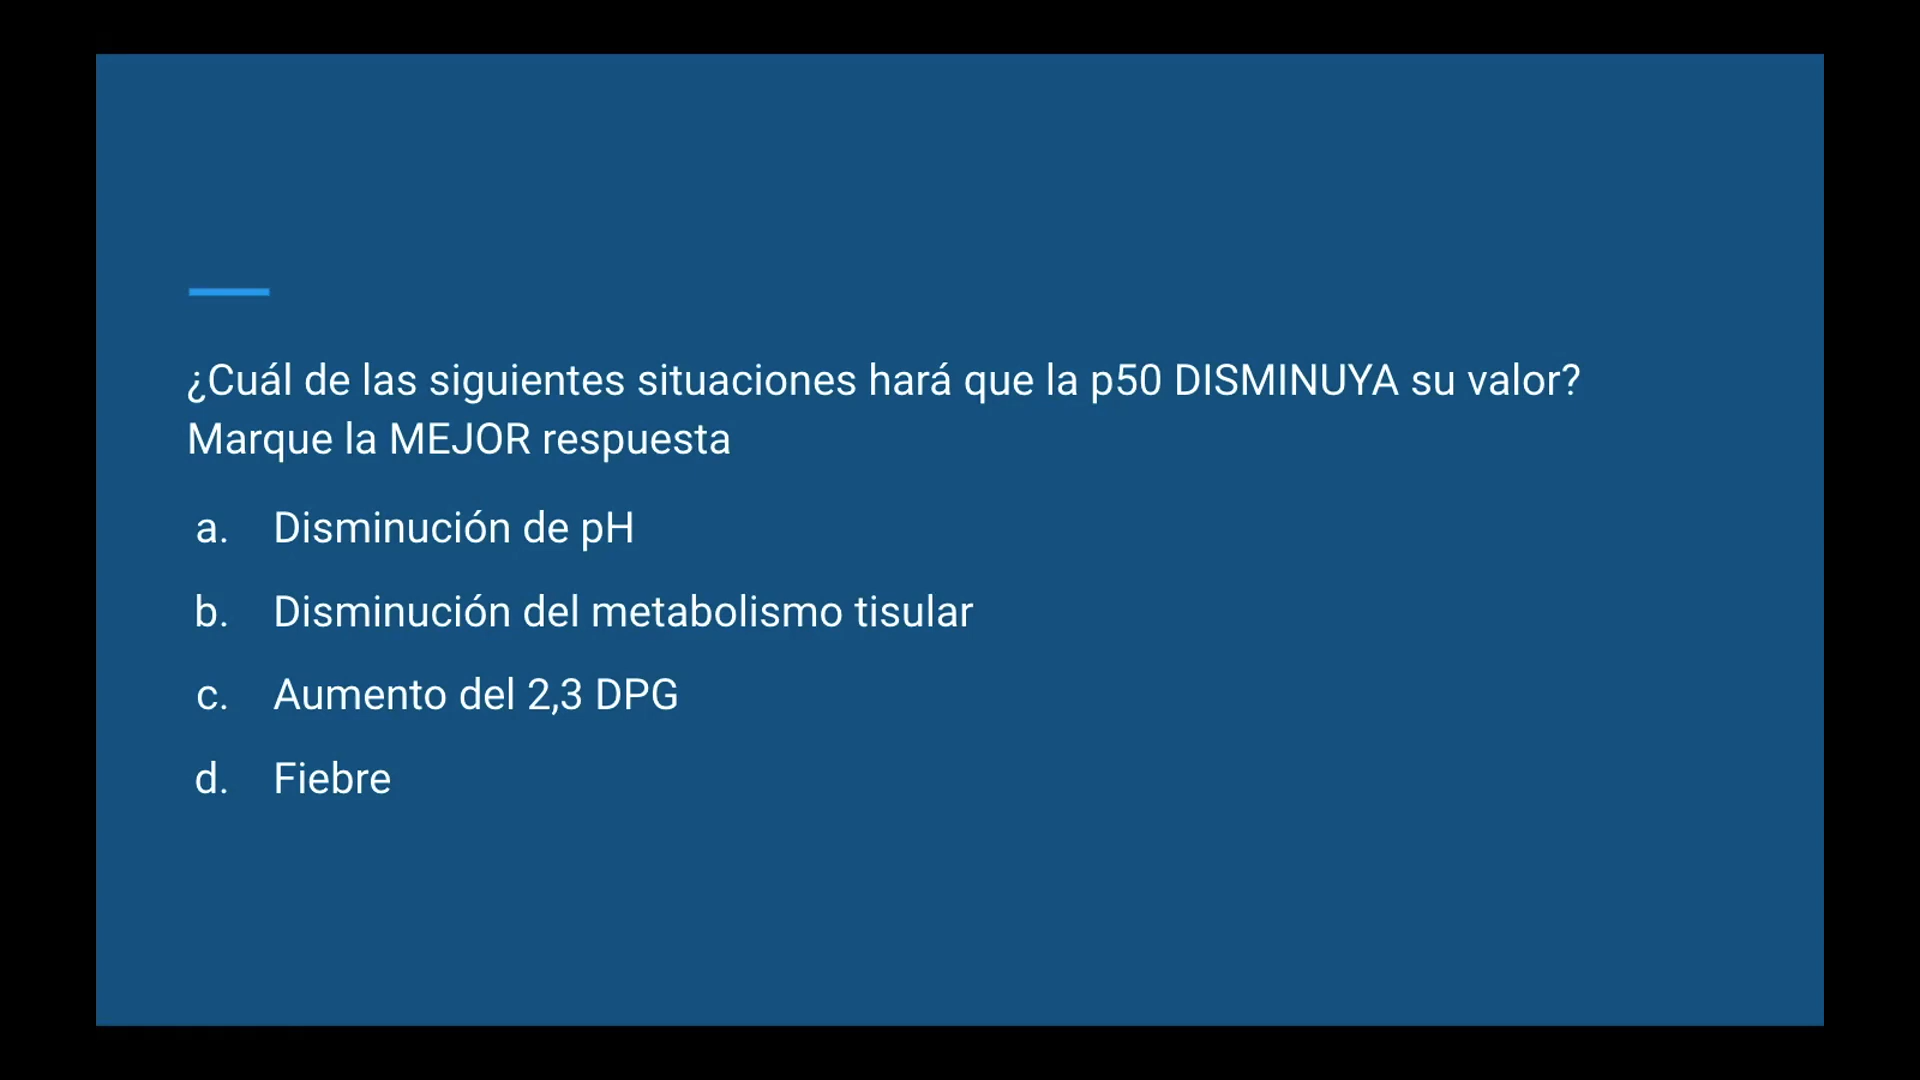 ¿Cuál de las siguientes situaciones hará que la p50 DISMINUYA su valor?
Marque la MEJOR respuesta
a. Disminución de pH
b. Disminución del metabolismo tisular
c. Aumento del 2,3 DPG
d. Fiebre